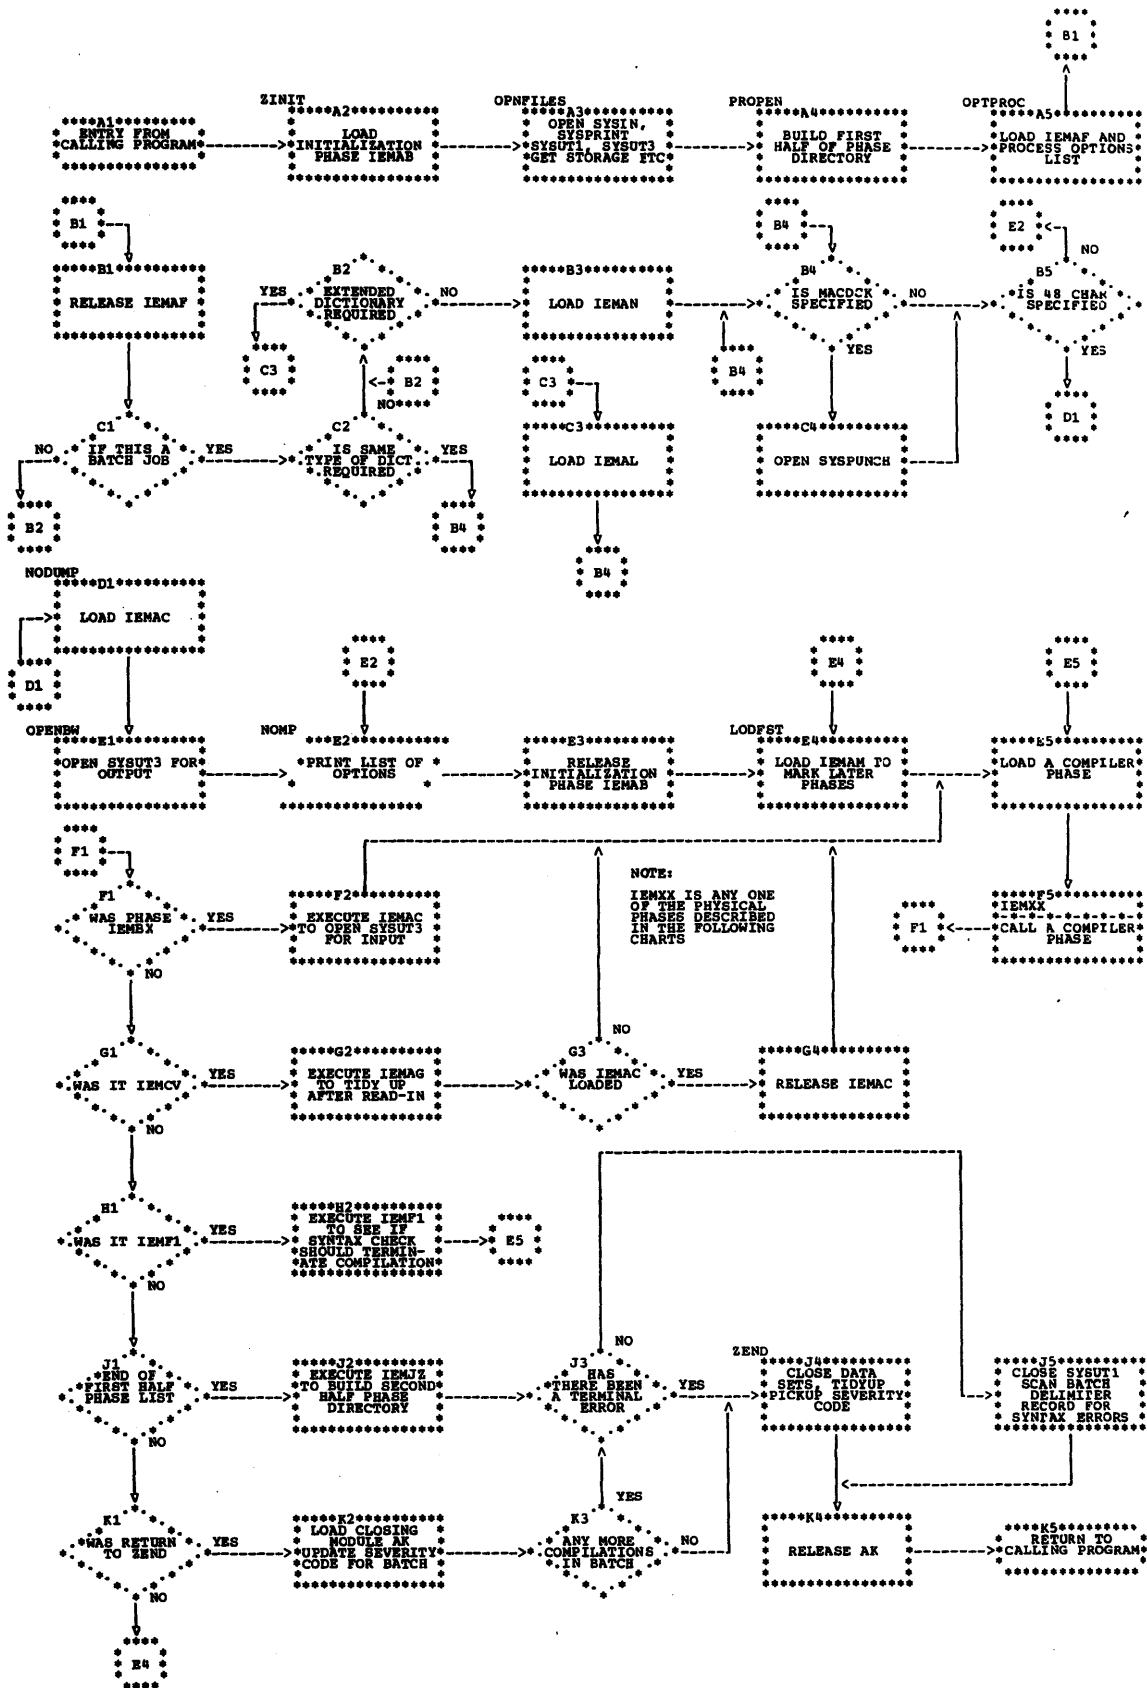 B1
ZINIT
OPNFILES
PROPEN
OPTPROC
A1
ENTRY FROM
CALLING PROGRAM
A2
LOAD
INITIALIZATION
PHASE IEMAB
A3
OPEN SYSIN,
SYSPRINT
SYSUT1, SYSUT3
GET STORAGE ETC
A4
BUILD FIRST
HALF OF PHASE
DIRECTORY
A5
LOAD IEMAF AND
PROCESS OPTIONS
LIST
B1
B4
E2
B1
RELEASE IEMAF
B2
EXTENDED
DICTIONARY
REQUIRED
YES
NO
B3
LOAD IEMAN
B4
IS MACDCK
SPECIFIED
NO
YES
B5
IS 48 CHAR
SPECIFIED
NO
YES
C3
B2
C3
B4
D1
C1
IF THIS A
BATCH JOB
NO
YES
C2
IS SAME
TYPE OF DICT
REQUIRED
NO
YES
C3
LOAD IEMAL
C4
OPEN SYSPUNCH
B2
B4
B4
NODUMP
D1
LOAD IEMAC
D1
E2
E4
E5
OPENBW
E1
OPEN SYSUT3 FOR
OUTPUT
NOMP
E2
PRINT LIST OF
OPTIONS
E3
RELEASE
INITIALIZATION
PHASE IEMAB
LODFST
E4
LOAD IEMAM TO
MARK LATER
PHASES
E5
LOAD A COMPILER
PHASE
F1
F1
WAS PHASE
IEMBX
YES
NO
F2
EXECUTE IEMAC
TO OPEN SYSUT3
FOR INPUT
NOTE:
IEMXX IS ANY ONE
OF THE PHYSICAL
PHASES DESCRIBED
IN THE FOLLOWING
CHARTS
F1
F5
IEMXX
CALL A COMPILER
PHASE
G1
WAS IT IEMCV
YES
NO
G2
EXECUTE IEMAG
TO TIDY UP
AFTER READ-IN
G3
WAS IEMAC
LOADED
NO
YES
G4
RELEASE IEMAC
H1
WAS IT IEMF1
YES
NO
H2
EXECUTE IEMF1
TO SEE IF
SYNTAX CHECK
SHOULD TERMIN-
ATE COMPILATION
E5
J1
END OF
FIRST HALF
PHASE LIST
YES
NO
J2
EXECUTE IEMJZ
TO BUILD SECOND
HALF PHASE
DIRECTORY
J3
HAS
THERE BEEN
A TERMINAL
ERROR
NO
YES
ZEND
J4
CLOSE DATA
SETS, TIDYUP
PICKUP SEVERITY
CODE
J5
CLOSE SYSUT1
SCAN BATCH
DELIMITER
RECORD FOR
SYNTAX ERRORS
K1
WAS RETURN
TO ZEND
YES
NO
K2
LOAD CLOSING
MODULE AK
UPDATE SEVERITY
CODE FOR BATCH
K3
ANY MORE
COMPILATIONS
IN BATCH
YES
NO
K4
RELEASE AK
K5
RETURN TO
CALLING PROGRAM
E4